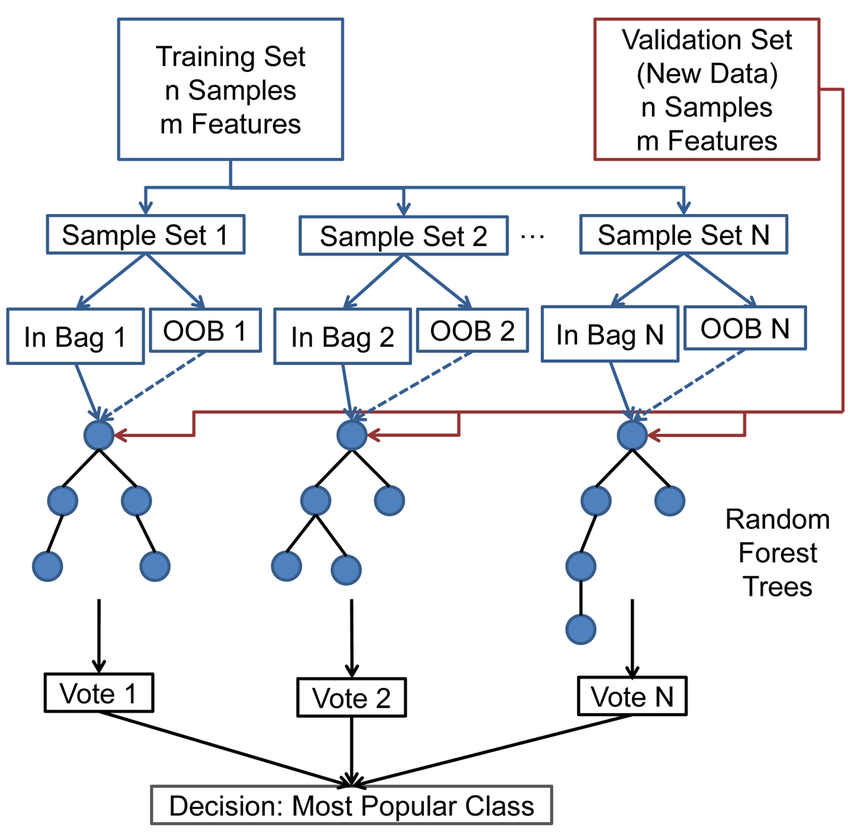 Training Set
n Samples
m Features
Validation Set
(New Data)
n Samples
m Features
Sample Set 1
Sample Set 2
...
Sample Set N
In Bag 1
OOB 1
In Bag 2
OOB 2
In Bag N
OOB N
Random
Forest
Trees
Vote 1
Vote 2
Vote N
Decision: Most Popular Class